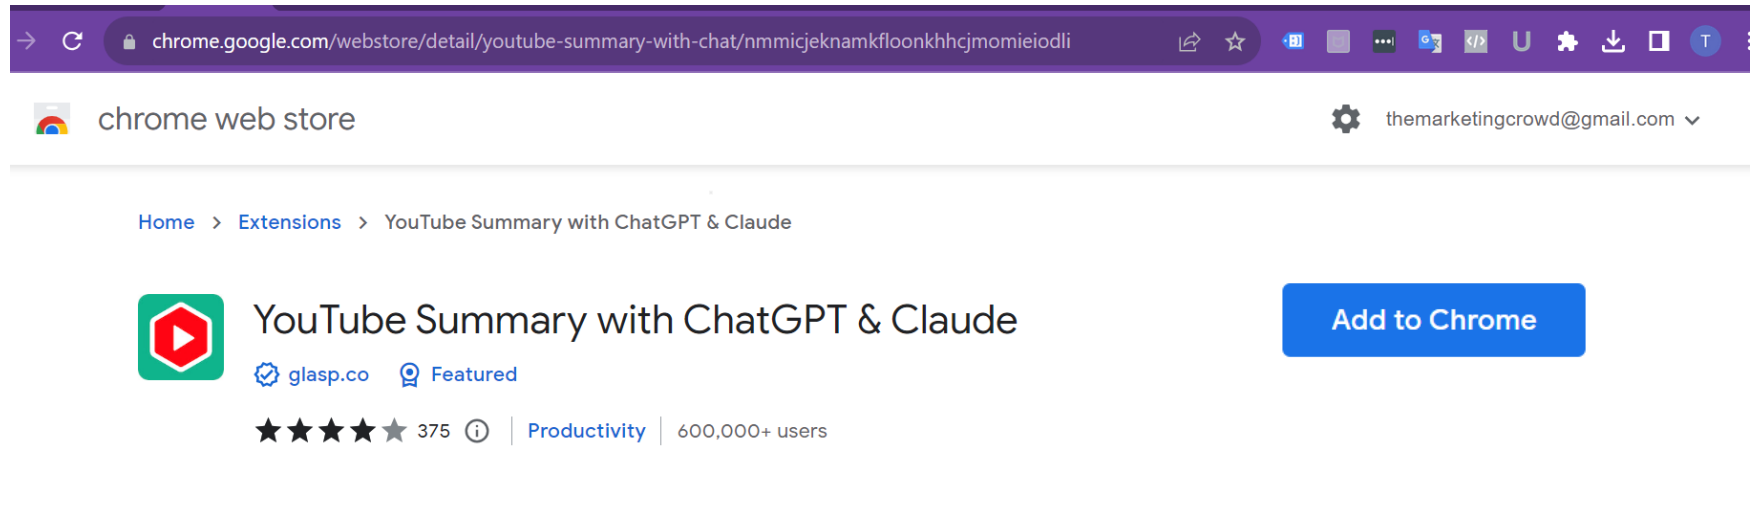 chrome.google.com/webstore/detail/youtube-summary-with-chat/nmmicjeknamkfloonkhhcjmomieiodli
T
chrome web store
themarketingcrowd@gmail.com
Home > Extensions > YouTube Summary with ChatGPT & Claude
YouTube Summary with ChatGPT & Claude
Add to Chrome
glasp.co Featured
375 Productivity 600,000+ users